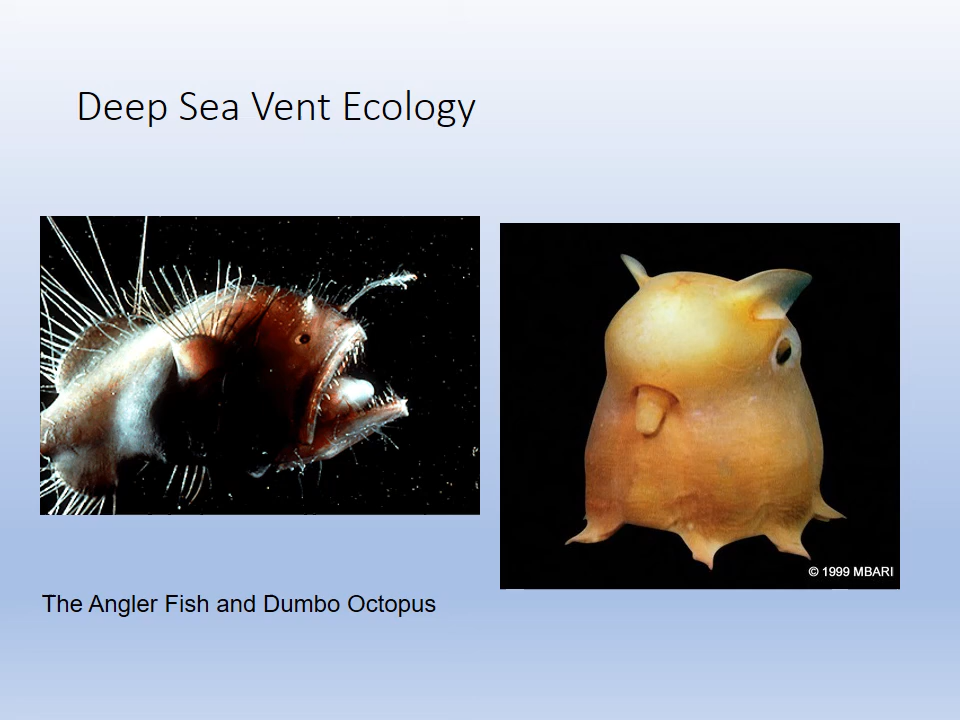 Deep Sea Vent Ecology
© 1999 MBARI
The Angler Fish and Dumbo Octopus